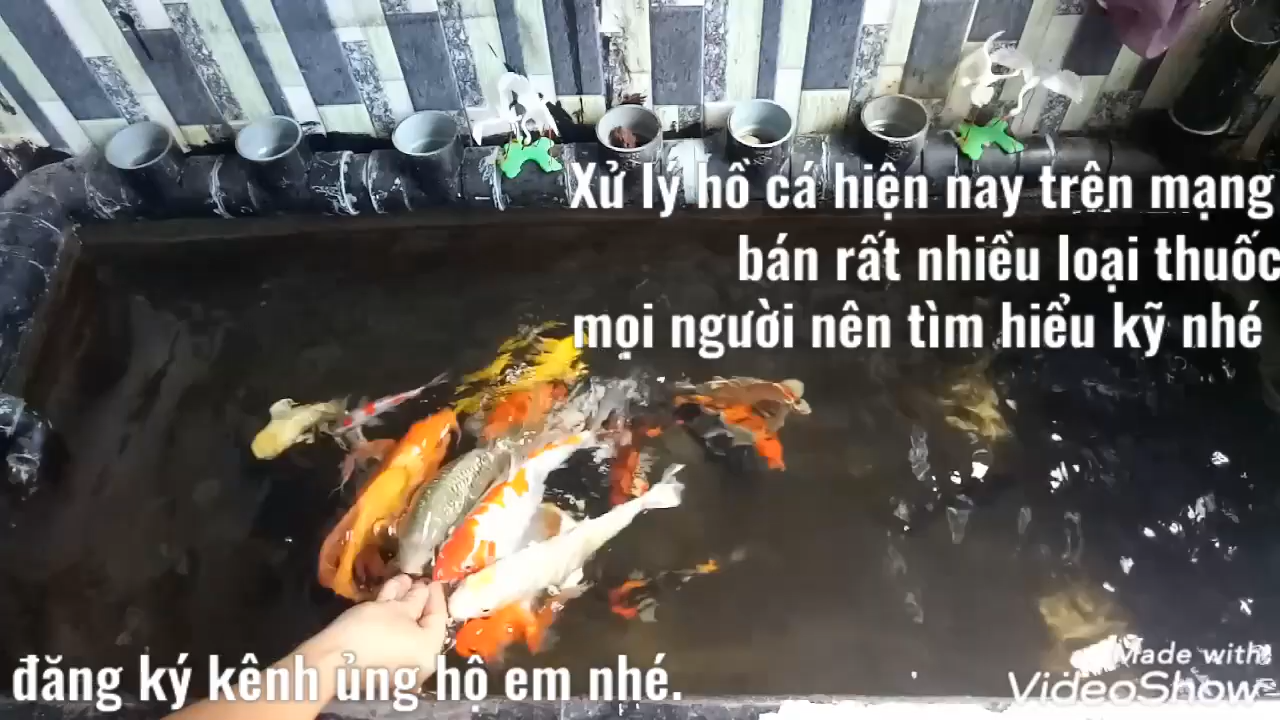 Xử lý hồ cá hiện nay trên mạng
bán rất nhiều loại thuốc
mọi người nên tìm hiểu kỹ nhé
đăng ký kênh ủng hộ em nhé.
Made with
VideoShow